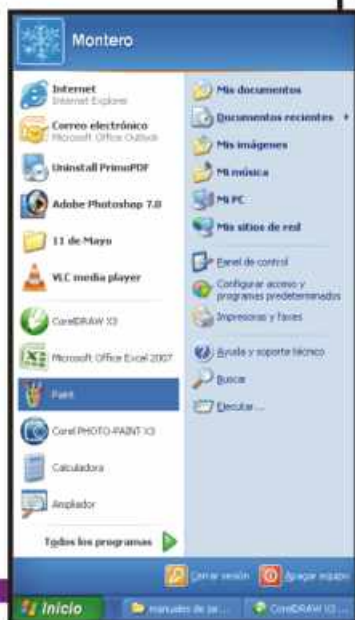 Montero
Internet
Internet Explorer
Correo electrónico
Microsoft Office Outlook
Uninstall PrimoPDF
Adobe Photoshop 7.0
11 de Mayo
VLC media player
CorelDRAW X3
Microsoft Office Excel 2007
Paint
Corel PHOTO-PAINT X3
Calculadora
Ampliador
Todos los programas
Mis documentos
Documentos recientes
Mis imágenes
Mi música
Mi PC
Mis sitios de red
Panel de control
Configurar acceso y
programas predeterminados
Impresoras y faxes
Ayuda y soporte técnico
Buscar
Ejecutar...
Cerrar sesión
Apagar equipo
Inicio
manuales de
CorelDRAW X3 ...